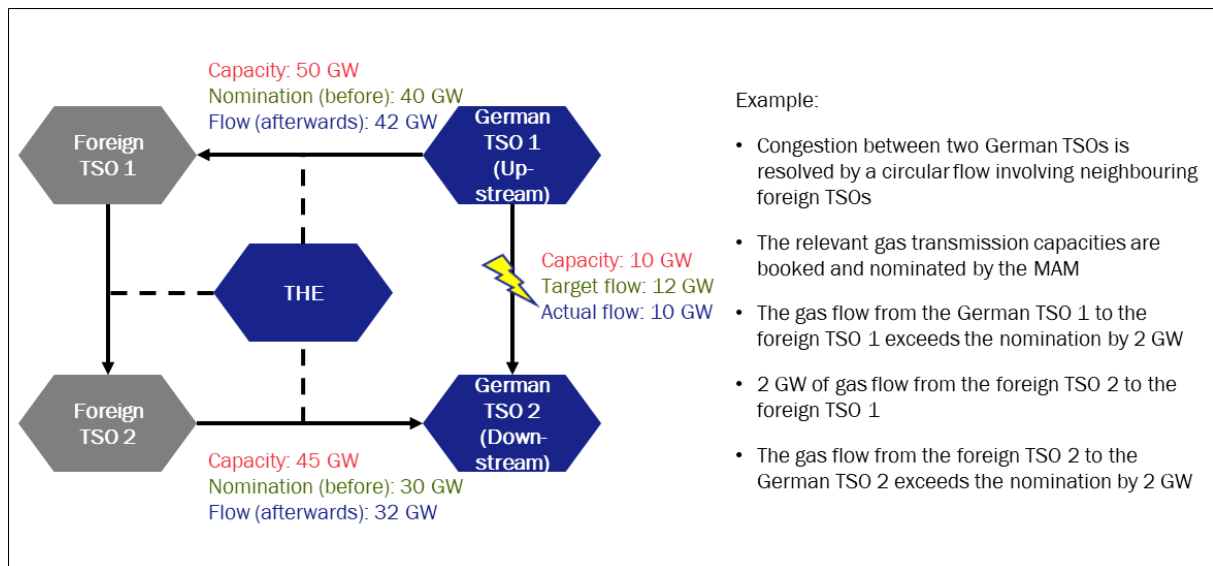 Capacity: 50 GW
Nomination (before): 40 GW
Flow (afterwards): 42 GW
Foreign
TSO 1
German
TSO 1
(Up-
stream)
THE
Capacity: 10 GW
Target flow: 12 GW
Actual flow: 10 GW
Foreign
TSO 2
German
TSO 2
(Down-
stream)
Capacity: 45 GW
Nomination (before): 30 GW
Flow (afterwards): 32 GW
Example:
• Congestion between two German TSOs is
resolved by a circular flow involving neighbouring
foreign TSOs
• The relevant gas transmission capacities are
booked and nominated by the MAM
• The gas flow from the German TSO 1 to the
foreign TSO 1 exceeds the nomination by 2 GW
• 2 GW of gas flow from the foreign TSO 2 to the
foreign TSO 1
• The gas flow from the foreign TSO 2 to the
German TSO 2 exceeds the nomination by 2 GW